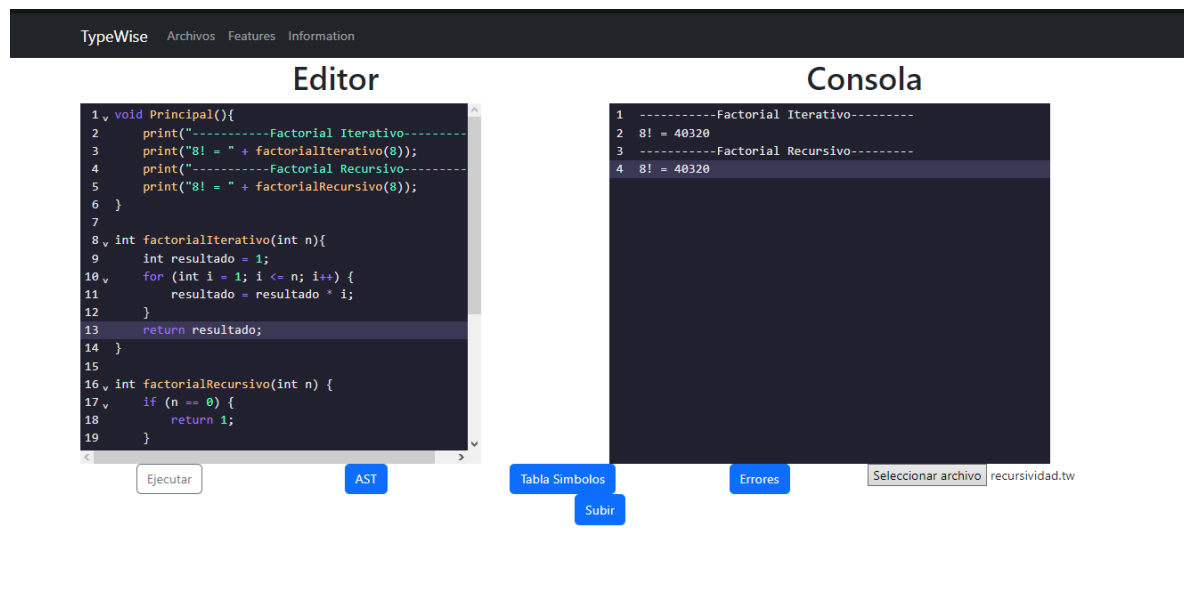 TypeWise Archivos Features Information
Editor
1 void Principal(){
2 print("-----------Factorial Iterativo---------
3 print("8! = " + factorialIterativo(8));
4 print("-----------Factorial Recursivo---------
5 print("8! = " + factorialRecursivo(8));
6 }
7
8 int factorialIterativo(int n){
9 int resultado = 1;
10 for (int i = 1; i <= n; i++) {
11 resultado = resultado * i;
12 }
13 return resultado;
14 }
15
16 int factorialRecursivo(int n) {
17 if (n == 0) {
18 return 1;
19 }
Consola
1 -----------Factorial Iterativo---------
2 8! = 40320
3 -----------Factorial Recursivo---------
4 8! = 40320
Ejecutar AST Tabla Simbolos Errores Seleccionar archivo recursividad.tw
Subir